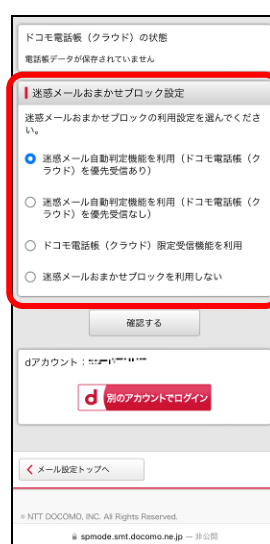 ドコモ電話帳（クラウド）の状態
電話帳データが保存されていません
迷惑メールおまかせブロック設定
迷惑メールおまかせブロックの利用設定を選んでくださ
い。
迷惑メール自動判定機能を利用（ドコモ電話帳（ク
ラウド）を優先受信あり）
迷惑メール自動判定機能を利用（ドコモ電話帳（ク
ラウド）を優先受信なし）
ドコモ電話帳（クラウド）限定受信機能を利用
迷惑メールおまかせブロックを利用しない
確認する
dアカウント：
d 別のアカウントでログイン
メール設定トップへ
© NTT DOCOMO, INC. All Rights Reserved.
spmode.smt.docomo.ne.jp — 非公開